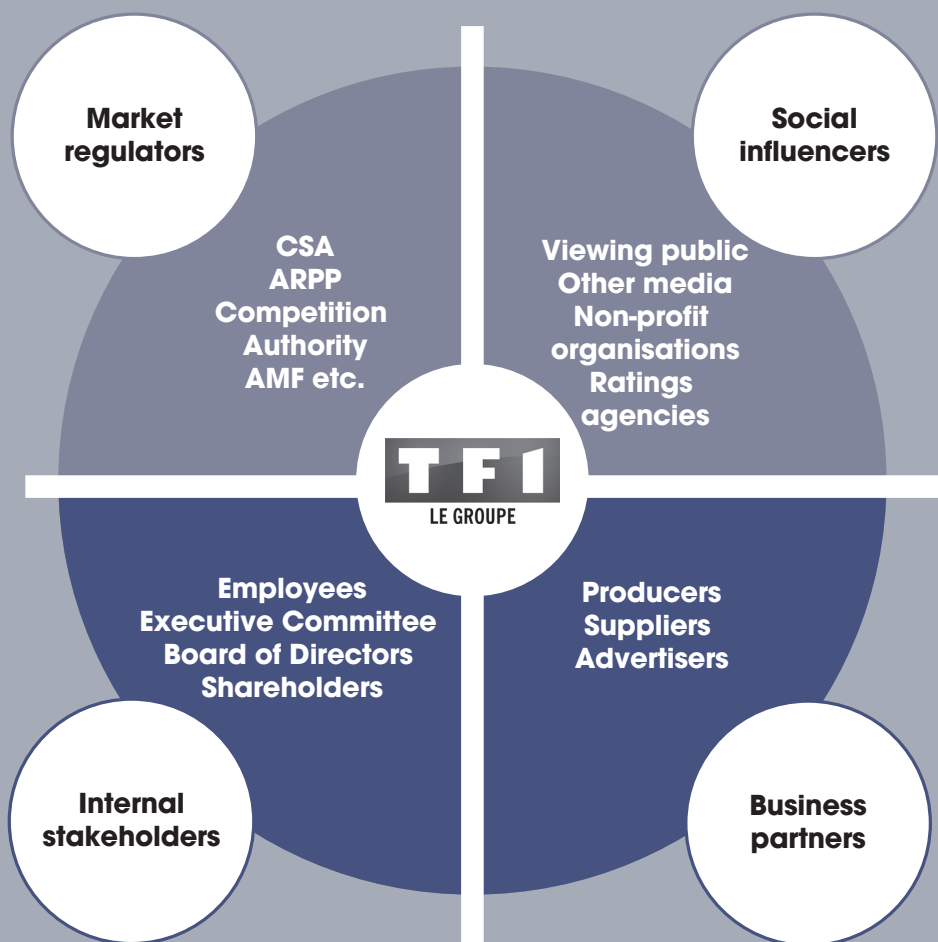 Market
regulators
Social
influencers
CSA
ARPP
Competition
Authority
AMF etc.
Viewing public
Other media
Non-profit
organisations
Ratings
agencies
TF1
LE GROUPE
Employees
Executive Committee
Board of Directors
Shareholders
Producers
Suppliers
Advertisers
Internal
stakeholders
Business
partners